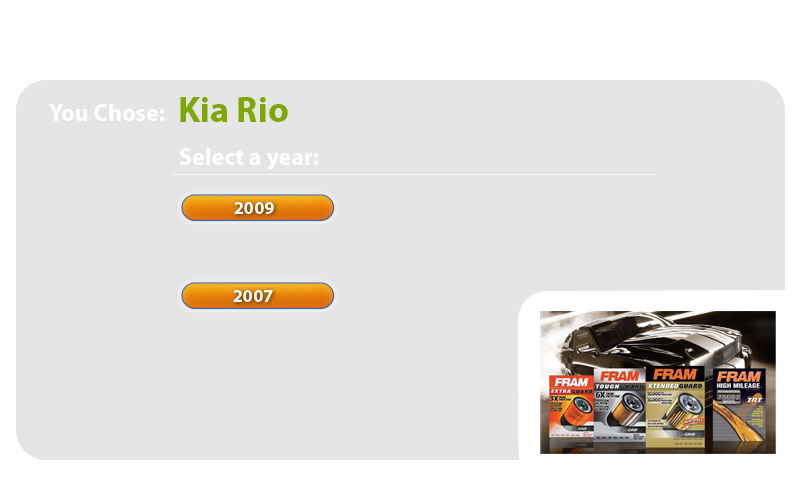 You Chose: Kia Rio
Select a year:
2009
2007
FRAM
EXTRA GUARD
3X
FRAM
TOUGH GUARD
6X
FRAM
XTENDED GUARD
FRAM
HIGH MILEAGE
TRT